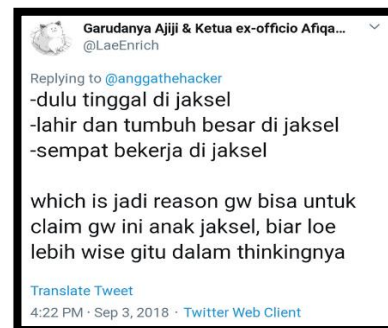 Garudanya Ajiji & Ketua ex-officio Afiqa...
@LaeEnrich
Replying to @anggathehacker
-dulu tinggal di jaksel
-lahir dan tumbuh besar di jaksel
-sempat bekerja di jaksel
which is jadi reason gw bisa untuk
claim gw ini anak jaksel, biar loe
lebih wise gitu dalam thinkingnya
Translate Tweet
4:22 PM · Sep 3, 2018 · Twitter Web Client